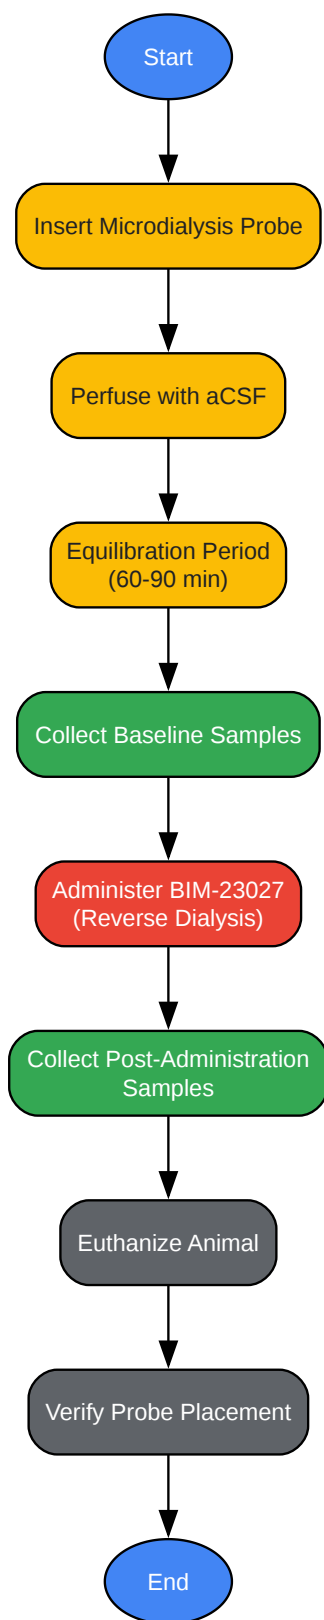 Start
Insert Microdialysis Probe
Perfuse with aCSF
Equilibration Period
(60-90 min)
Collect Baseline Samples
Administer BIM-23027
(Reverse Dialysis)
Collect Post-Administration
Samples
Euthanize Animal
Verify Probe Placement
End